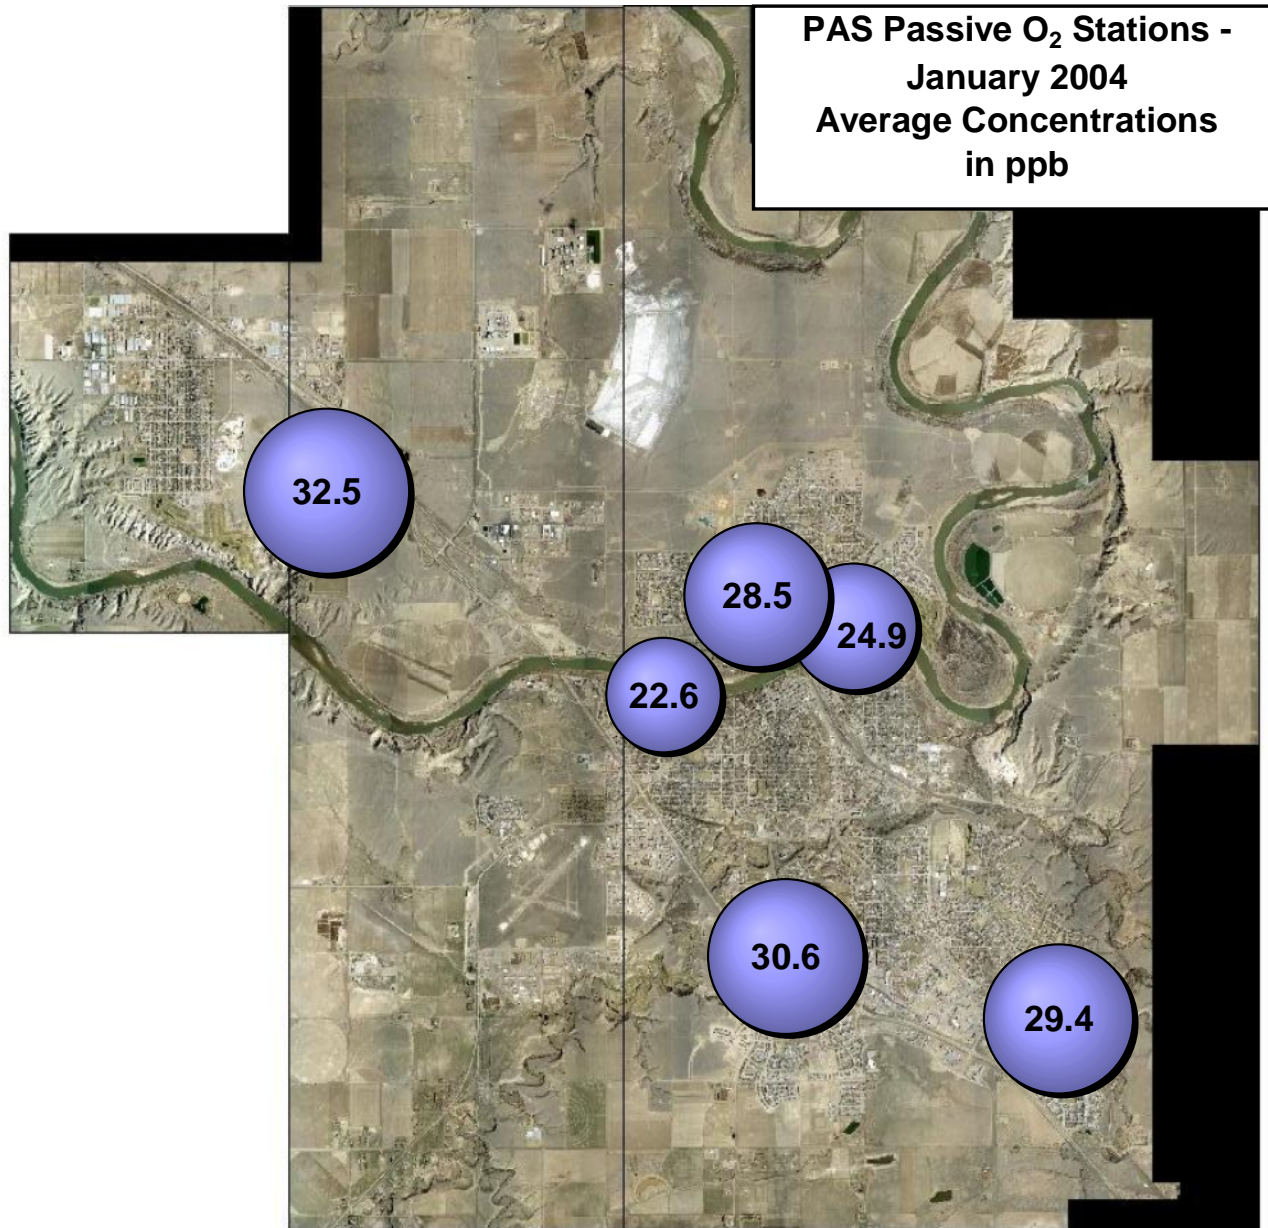 PAS Passive O₂ Stations -
January 2004
Average Concentrations
in ppb
32.5
28.5
24.9
22.6
30.6
29.4